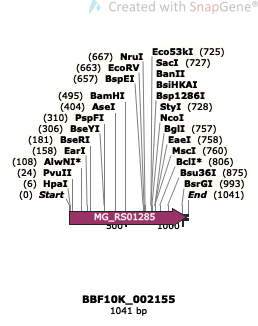 Created with SnapGene®
(667) NruI
Eco53kI (725)
(663) EcoRV
SacI (727)
(657) BspEI
BanII
BsiHKAI
(495) BamHI
Bsp1286I
(404) AseI
StyI (728)
(310) PspFI
NcoI
(306) BseYI
BglI (757)
(181) BseRI
EaeI (758)
(158) EarI
MscI (760)
(108) AlwNI*
BclI* (806)
(24) PvuII
Bsu36I (875)
(6) HpaI
BsrGI (993)
(0) Start
End (1041)
MG_RS01285
500
1000
BBF10K_002155
1041 bp